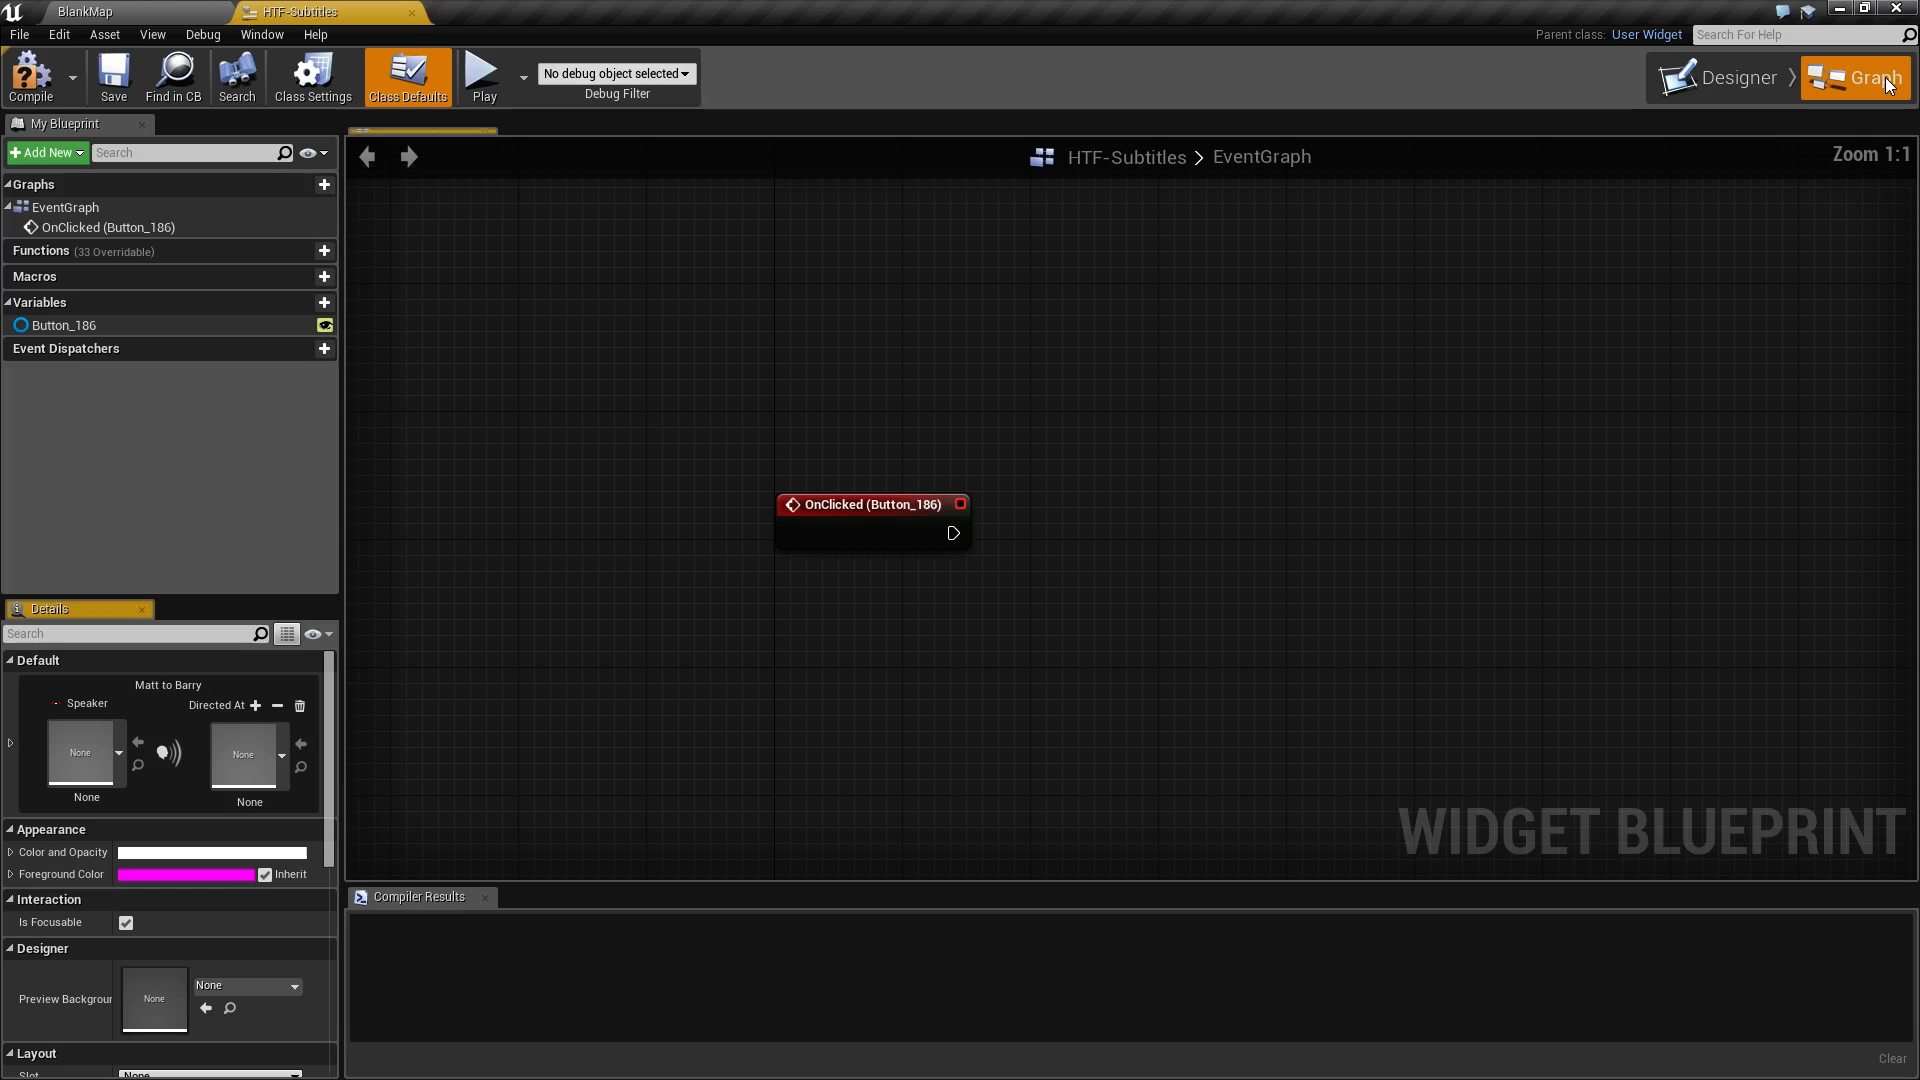 BlankMap
HTF-Subtitles
File Edit Asset View Debug Window Help
Parent class: User Widget
Search For Help
Compile
Save
Find in CB
Search
Class Settings
Class Defaults
Play
No debug object selected
Debug Filter
Designer
Graph
My Blueprint
Add New
Search
Graphs
EventGraph
OnClicked (Button_186)
Functions (33 Overridable)
Macros
Variables
Button_186
Event Dispatchers
HTF-Subtitles > EventGraph
Zoom 1:1
OnClicked (Button_186)
WIDGET BLUEPRINT
Details
Search
Default
Matt to Barry
Speaker
Directed At
None
None
None
None
Appearance
Color and Opacity
Foreground Color
Inherit
Interaction
Is Focusable
Designer
Preview Backgrour
None
None
Layout
Slot
None
Compiler Results
Clear